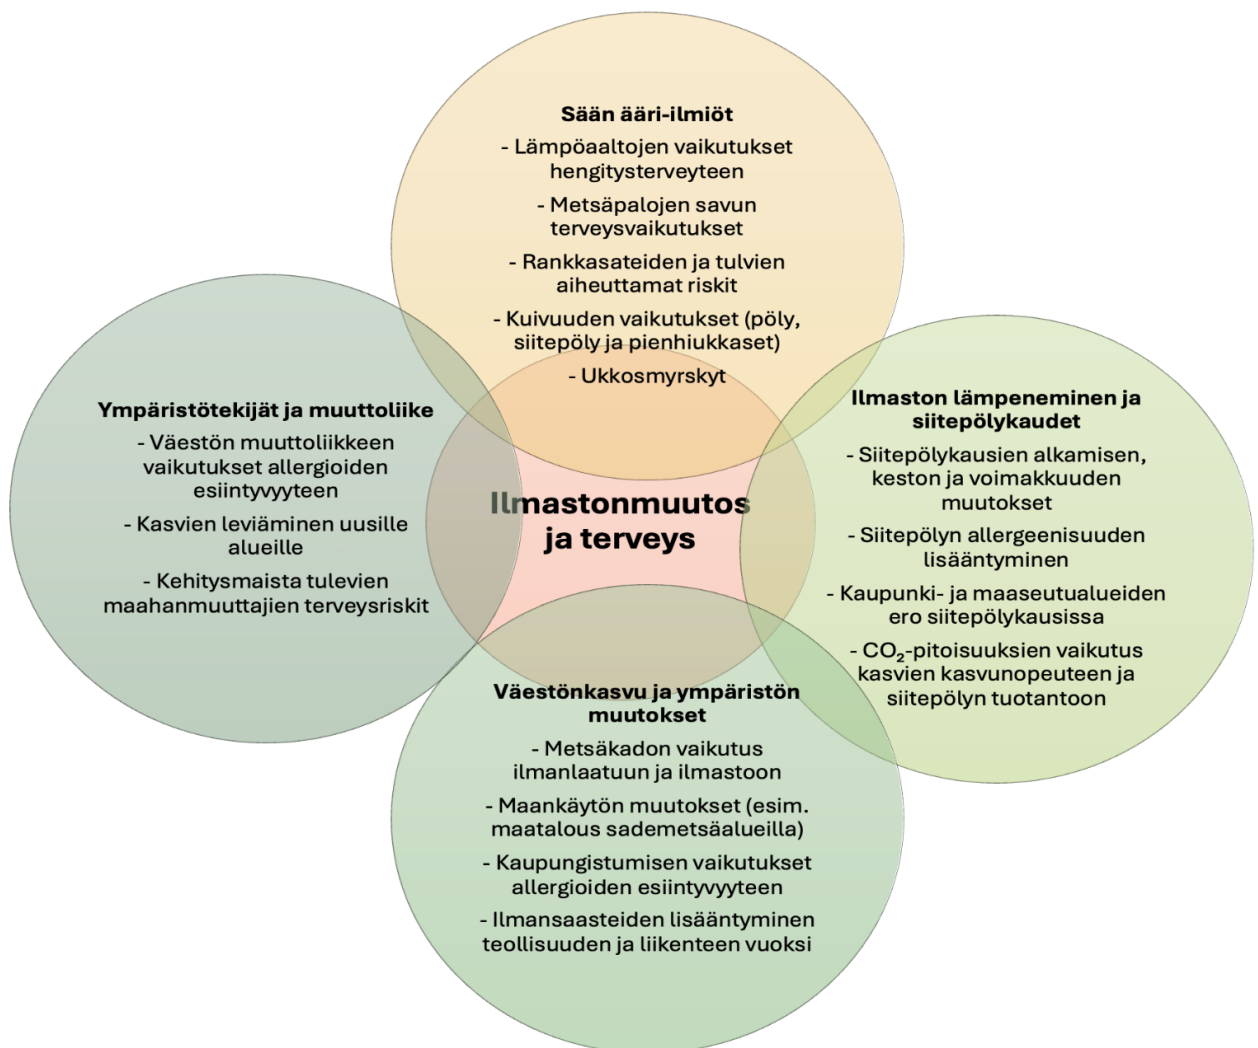 Sään ääri-ilmiöt
- Lämpöaaltojen vaikutukset
hengitysterveyteen
- Metsäpalojen savun
terveysvaikutukset
- Rankkasateiden ja tulvien
aiheuttamat riskit
- Kuivuuden vaikutukset (pöly,
siitepöly ja pienhiukkaset)
- Ukkosmyrskyt
Ympäristötekijät ja muuttoliike
- Väestön muuttoliikkeen
vaikutukset allergioiden
esiintyvyyteen
- Kasvien leviäminen uusille
alueille
- Kehitysmaista tulevien
maahanmuuttajien terveysriskit
Ilmastonmuutos
ja terveys
Ilmaston lämpeneminen ja
siitepölykaudet
- Siitepölykausien alkamisen,
keston ja voimakkuuden
muutokset
- Siitepölyn allergeenisuuden
lisääntyminen
- Kaupunki- ja maaseutualueiden
ero siitepölykausissa
- CO₂-pitoisuuksien vaikutus
kasvien kasvunopeuteen ja
siitepölyn tuotantoon
Väestönkasvu ja ympäristön
muutokset
- Metsäkadon vaikutus
ilmanlaatuun ja ilmastoon
- Maankäytön muutokset (esim.
maatalous sademetsäalueilla)
- Kaupungistumisen vaikutukset
allergioiden esiintyvyyteen
- Ilmansaasteiden lisääntyminen
teollisuuden ja liikenteen vuoksi